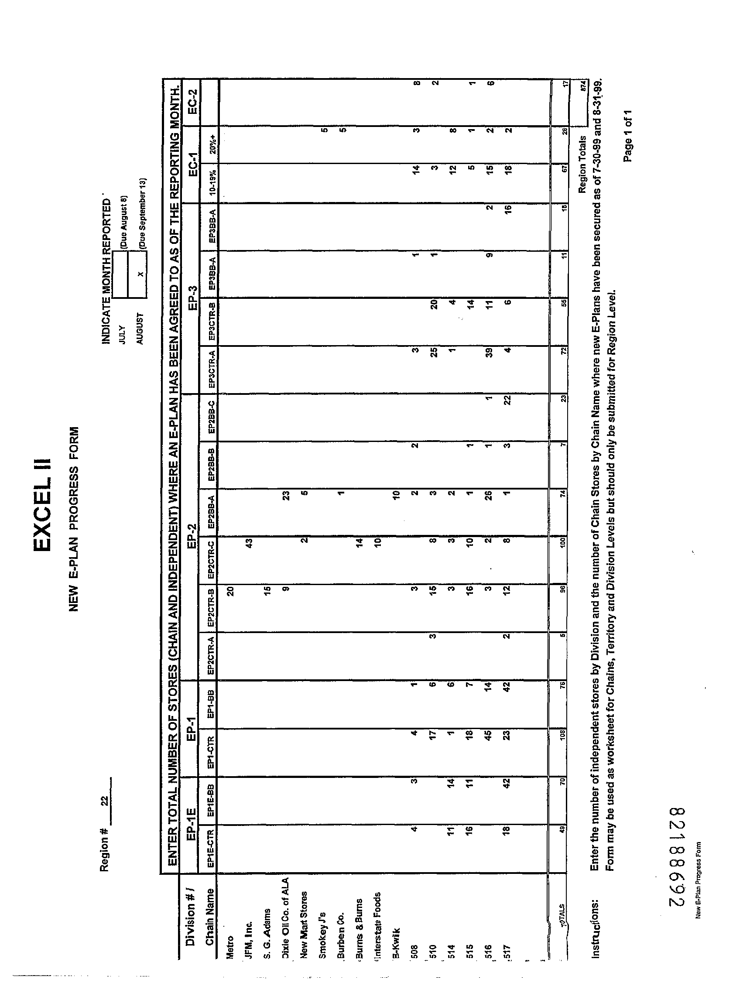 EXCEL II
NEW E-PLAN PROGRESS FORM
Region # 22
INDICATE MONTH REPORTED
JULY (Due August 8)
AUGUST X (Due September 13)
ENTER TOTAL NUMBER OF STORES (CHAIN AND INDEPENDENT) WHERE AN E-PLAN HAS BEEN AGREED TO AS OF THE REPORTING MONTH.
Division # / EP-1E EP-1 EP-2 EP-3 EC-1 EC-2
Chain Name EP1E-CTR EP1E-BB EP1-CTR EP1-BB EP2CTR-A EP2CTR-B EP2CTR-C EP2BB-A EP2BB-B EP2BB-C EP3CTR-A EP3CTR-B EP3BB-A EP3BB-A 10-19% 20%+
Metro 20
JFM, Inc. 43
S. G. Adams 15
Dixie Oil Co. of ALA 9 23
New Mart Stores 2 5
Smokey J's 5
Burben Co. 1 5
Burns & Burns 14
Interstate Foods 10
B-Kwik 10
508 4 3 4 1 3 2 2 3 1 14 3 8
510 17 6 3 15 8 3 25 20 1 3 2
514 11 14 1 6 3 3 2 1 4 12 8
515 16 11 18 7 16 10 1 1 14 5 1 1
516 45 14 3 2 26 1 1 39 11 9 2 15 2 6
517 18 42 23 42 2 12 8 1 3 22 4 6 16 18 2
TOTALS 49 70 108 76 5 96 100 74 7 23 72 55 11 18 67 28 17
Region Totals 874
Instructions: Enter the number of independent stores by Division and the number of Chain Stores by Chain Name where new E-Plans have been secured as of 7-30-99 and 8-31-99.
Form may be used as worksheet for Chains, Territory and Division Levels but should only be submitted for Region Level.
Page 1 of 1
82188692
New E-Plan Progress Form